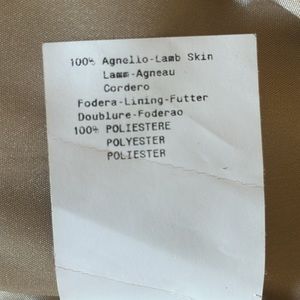 100% Agnello-Lamb Skin
Lamm-Agneau
Cordero
Fodera-Lining-Futter
Doublure-Foderao
100% POLIESTERE
POLYESTER
POLIESTER